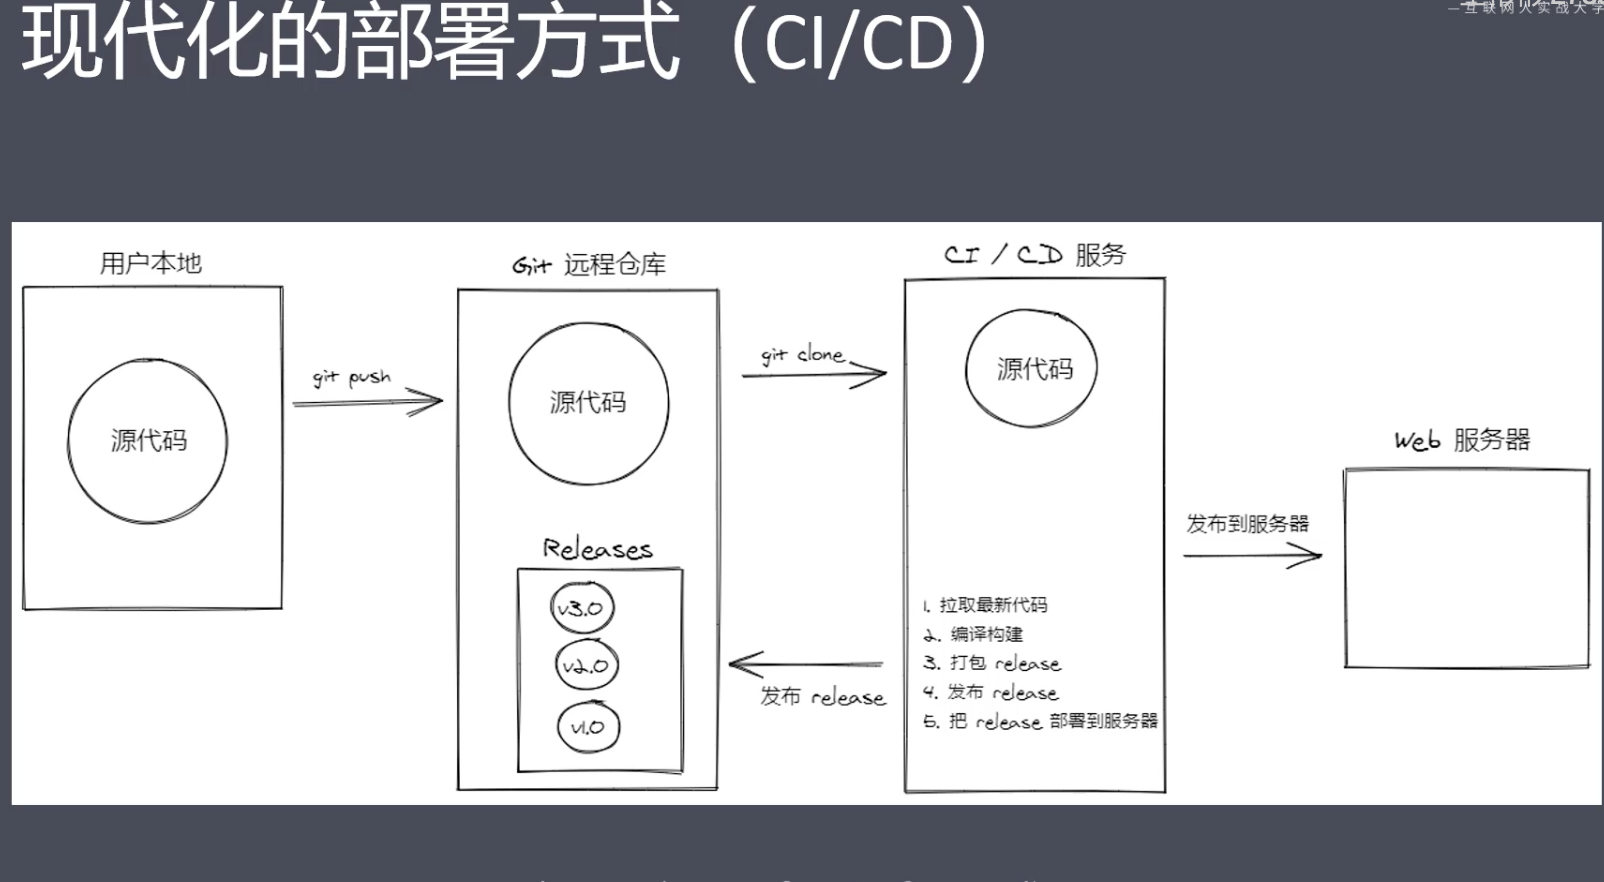 现代化的部署方式（CI/CD）
用户本地
源代码
git push
Git 远程仓库
源代码
Releases
v3.0
v2.0
v1.0
git clone
发布 release
CI / CD 服务
源代码
1. 拉取最新代码
2. 编译构建
3. 打包 release
4. 发布 release
5. 把 release 部署到服务器
发布到服务器
Web 服务器